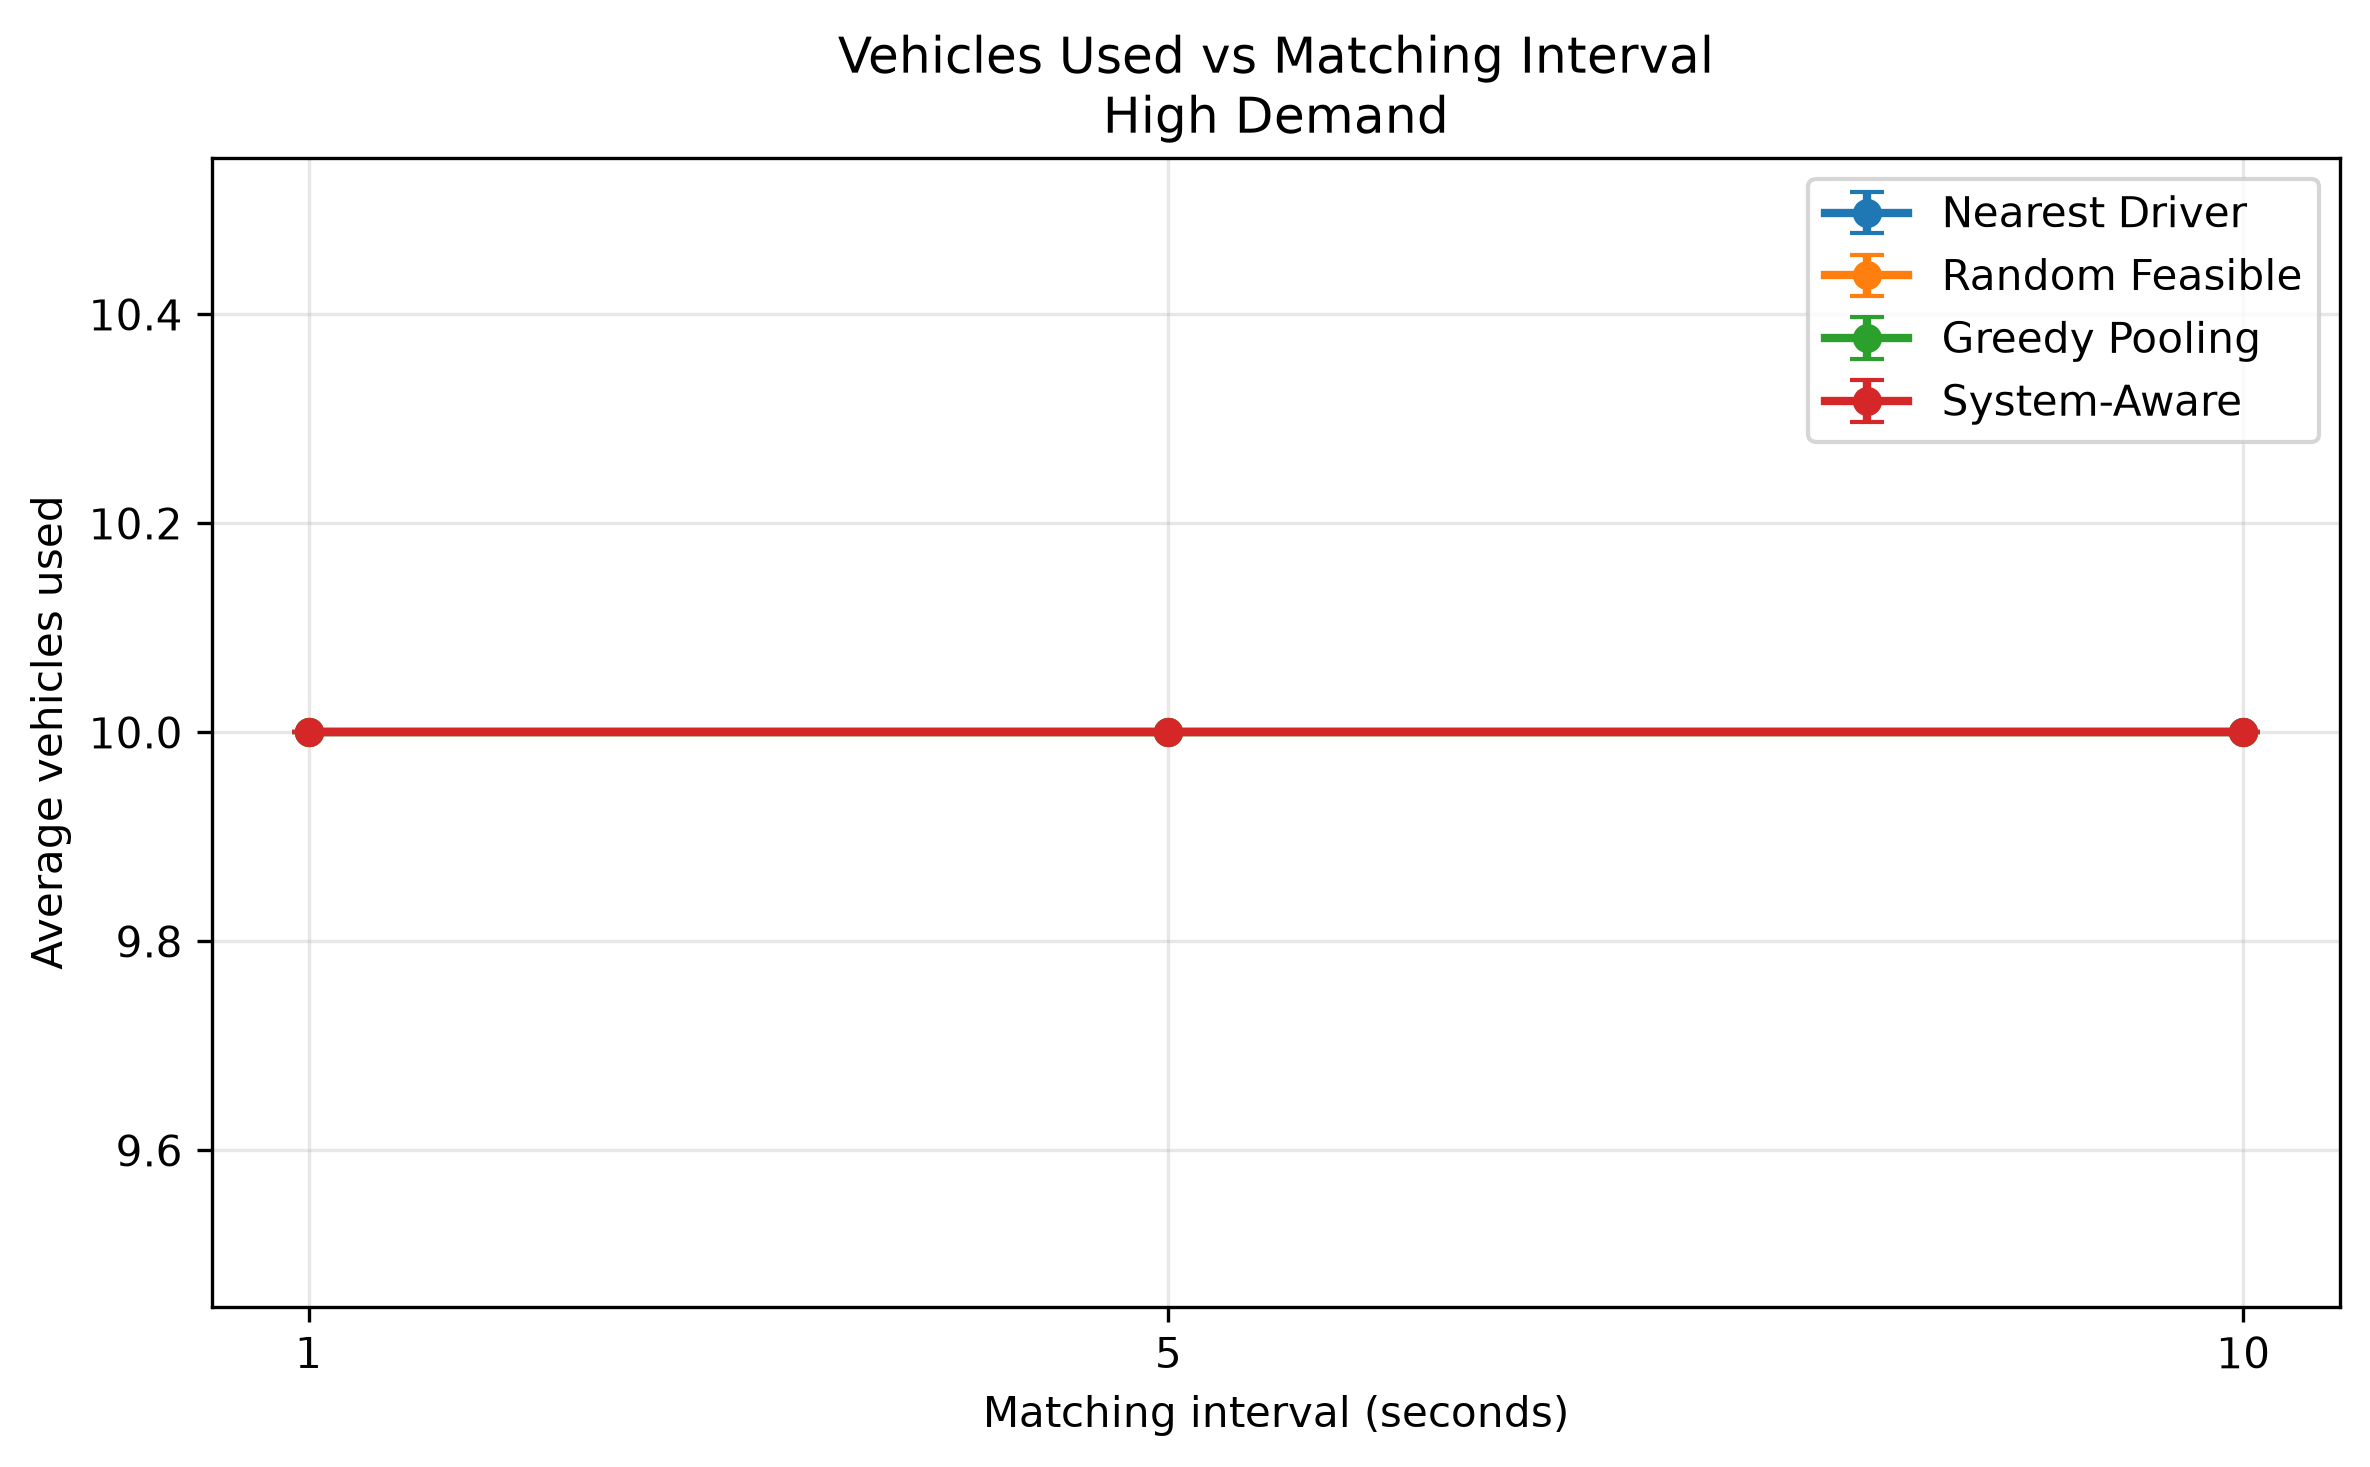 Vehicles Used vs Matching Interval
High Demand
Nearest Driver
Random Feasible
Greedy Pooling
System-Aware
Average vehicles used
10.4
10.2
10.0
9.8
9.6
1 5 10
Matching interval (seconds)